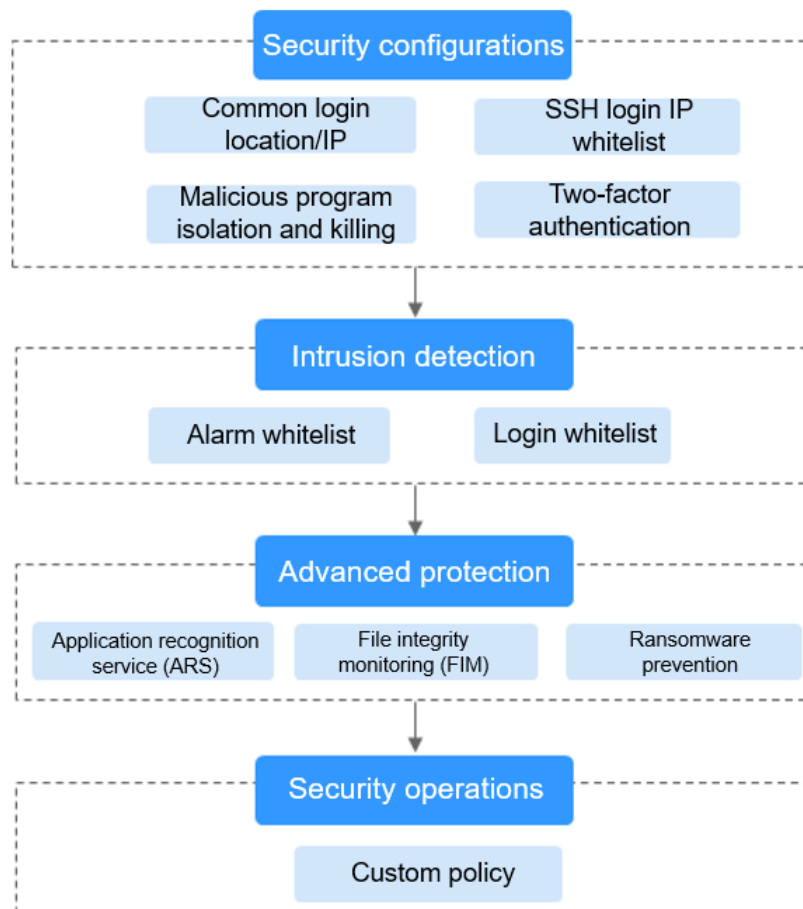 Security configurations
Common login
location/IP
SSH login IP
whitelist
Malicious program
isolation and killing
Two-factor
authentication
Intrusion detection
Alarm whitelist
Login whitelist
Advanced protection
Application recognition
service (ARS)
File integrity
monitoring (FIM)
Ransomware
prevention
Security operations
Custom policy